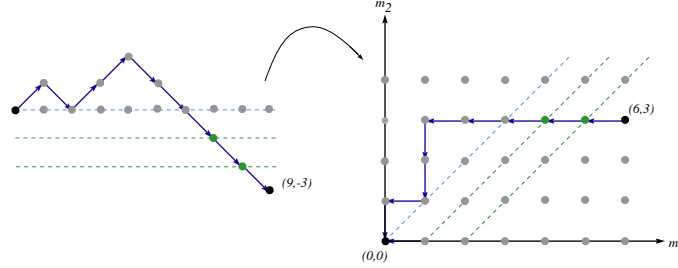 m₂
(6,3)
(9,-3)
m
(0,0)